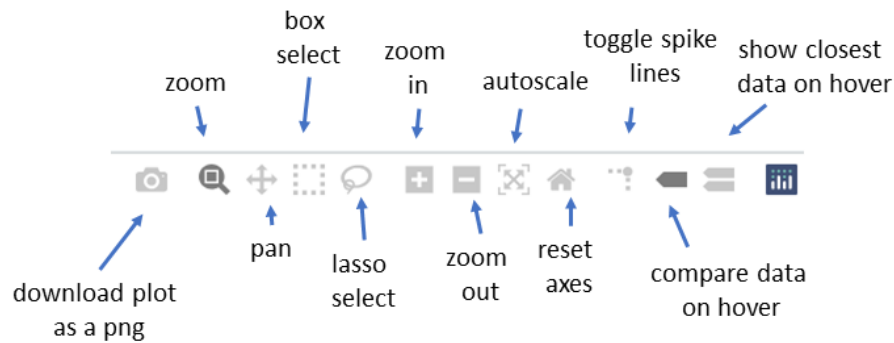 zoom
box
select
zoom
in
autoscale
toggle spike
lines
show closest
data on hover
download plot
as a png
pan
lasso
select
zoom
out
reset
axes
compare data
on hover